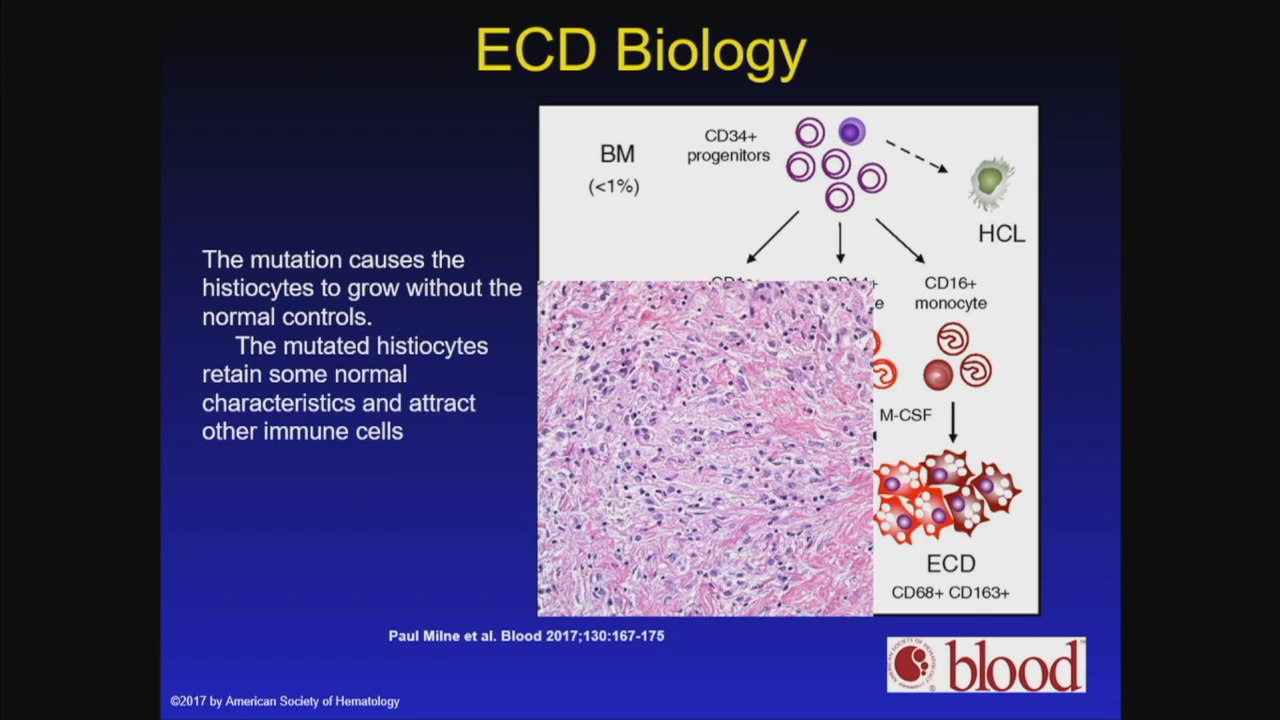 ECD Biology
CD34+
progenitors
BM
(<1%)
HCL
The mutation causes the
histiocytes to grow without the
normal controls.
The mutated histiocytes
retain some normal
characteristics and attract
other immune cells
CD16+
monocyte
M-CSF
ECD
CD68+ CD163+
Paul Milne et al. Blood 2017;130:167-175
blood
©2017 by American Society of Hematology